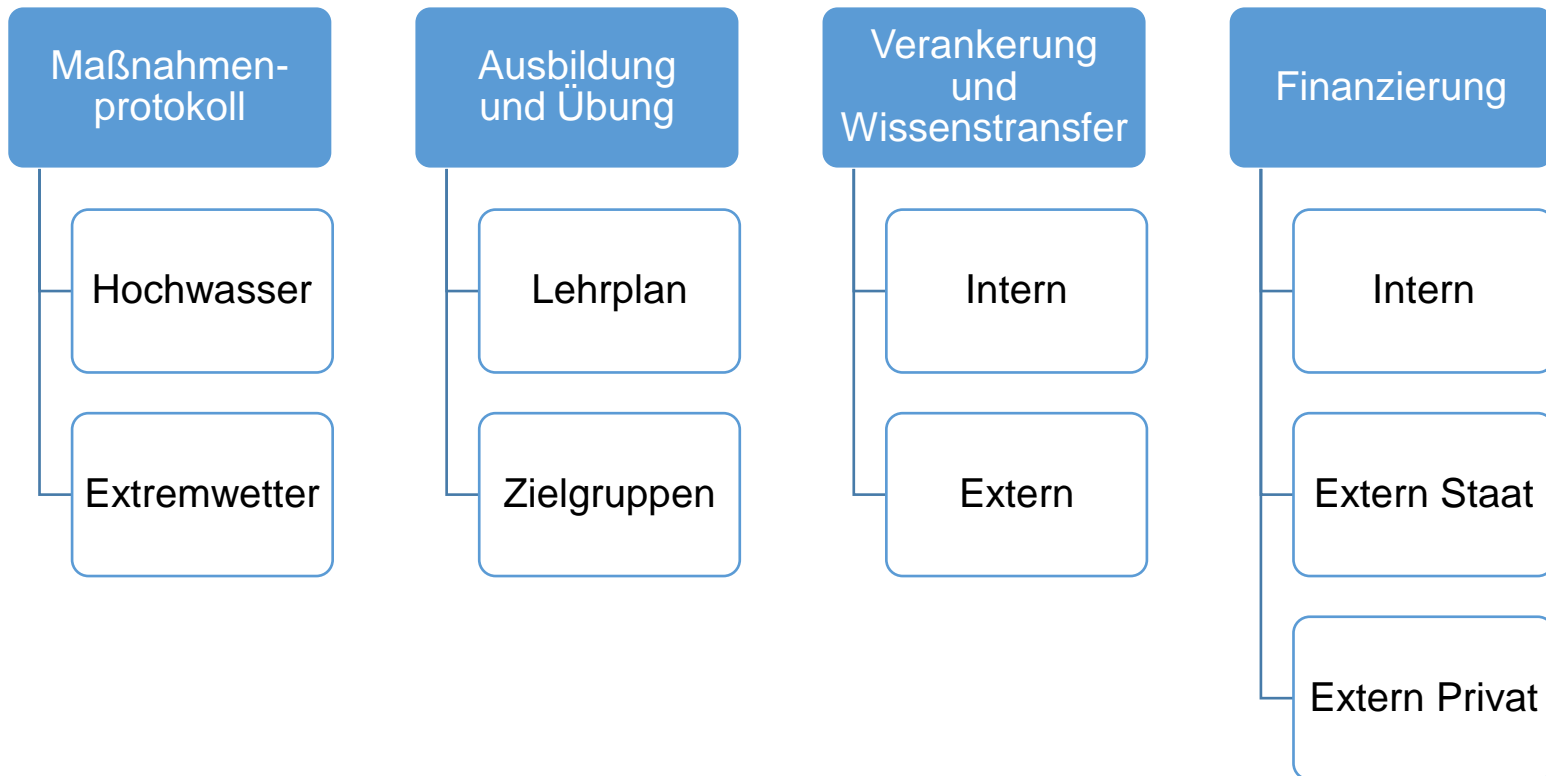 Maßnahmen-
protokoll
Hochwasser
Extremwetter
Ausbildung
und Übung
Lehrplan
Zielgruppen
Verankerung
und
Wissenstransfer
Intern
Extern
Finanzierung
Intern
Extern Staat
Extern Privat